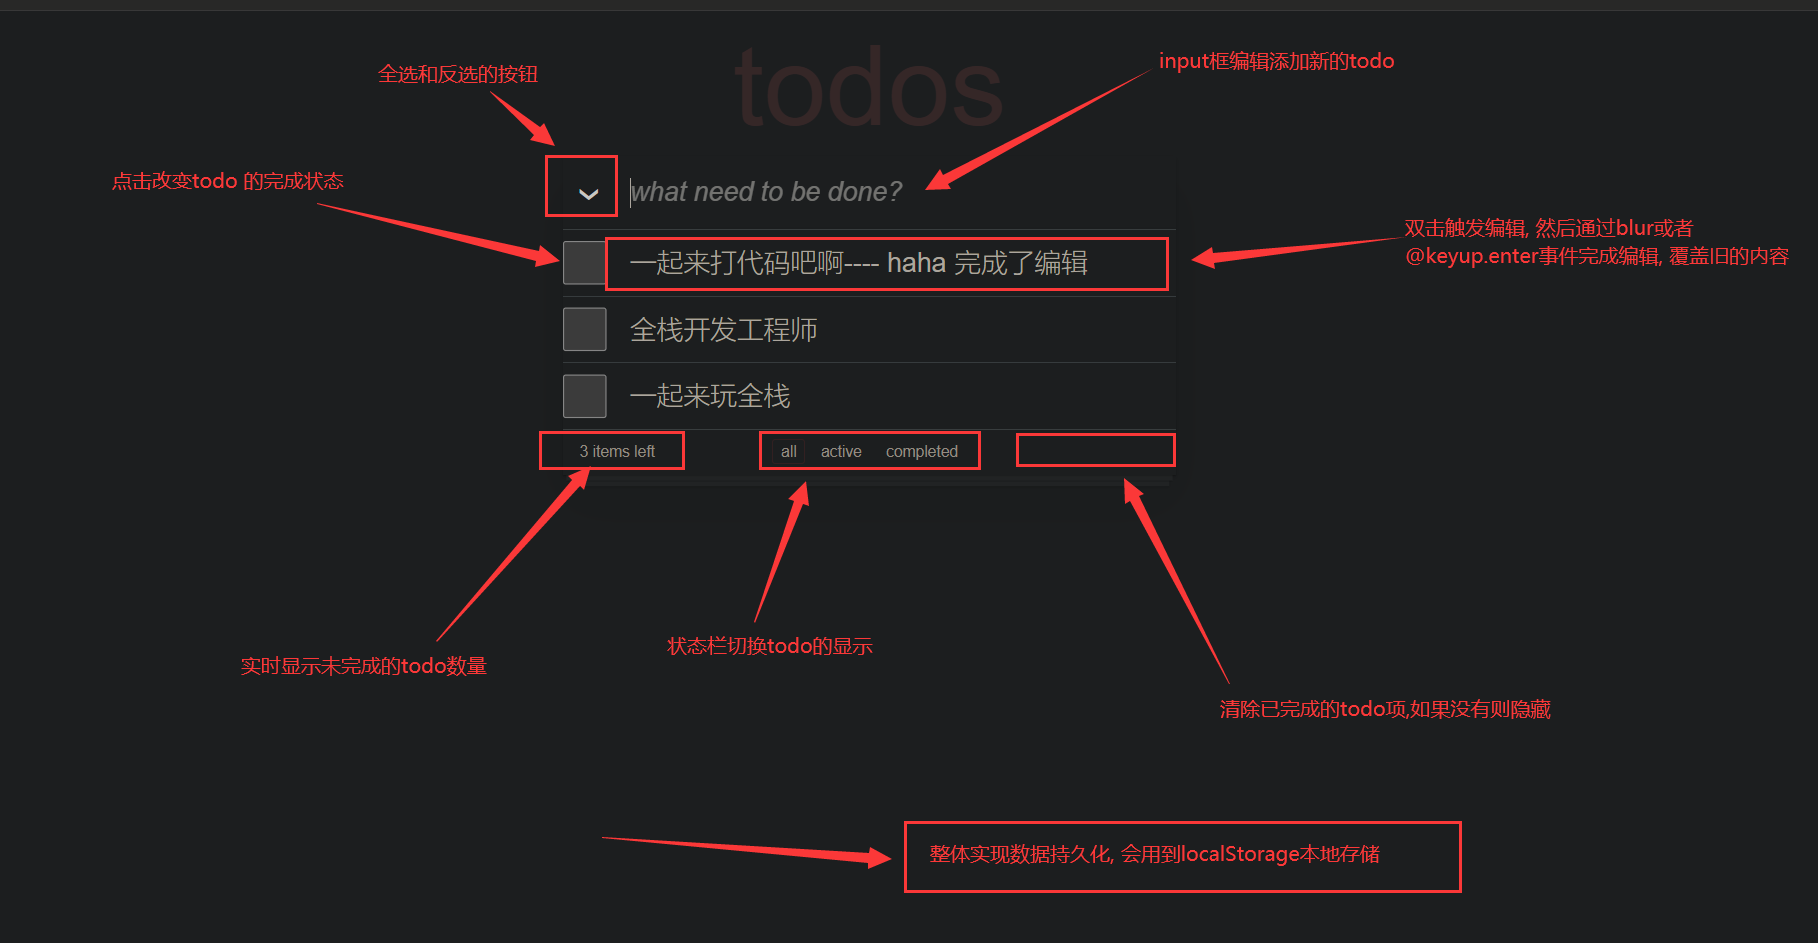 todos
input框编辑添加新的todo
全选和反选的按钮
点击改变todo 的完成状态
what need to be done?
双击触发编辑, 然后通过blur或者
@keyup.enter事件完成编辑, 覆盖旧的内容
一起来打代码吧啊---- haha 完成了编辑
全栈开发工程师
一起来玩全栈
3 items left
all active completed
状态栏切换todo的显示
实时显示未完成的todo数量
清除已完成的todo项,如果没有则隐藏
整体实现数据持久化, 会用到localStorage本地存储